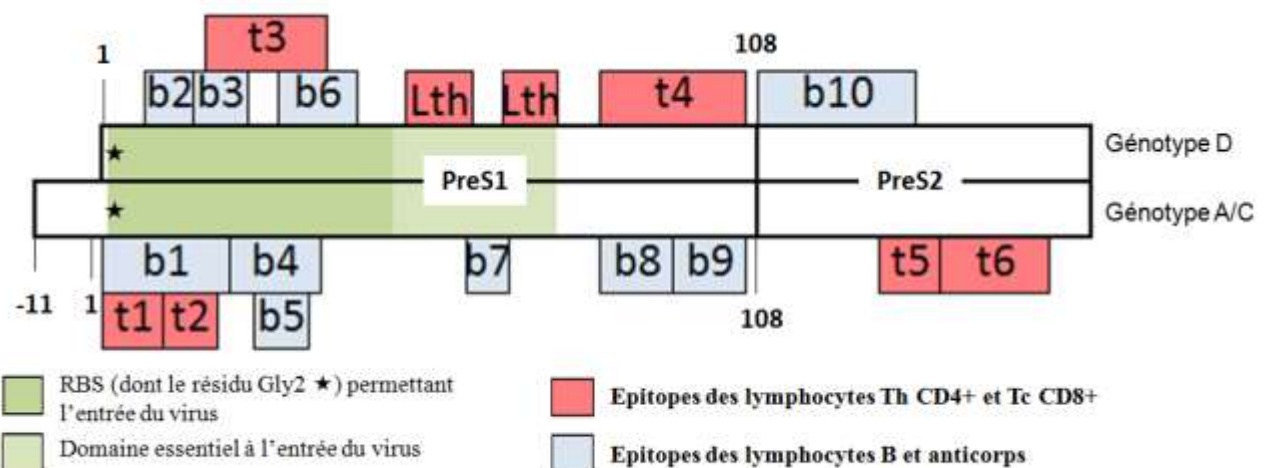 t3
1
108
b2 b3 b6 Lth Lth t4 b10
★ PreS1 PreS2 Génotype D
★ Génotype A/C
b1 b4 b7 b8 b9 t5 t6
-11 1 t1 t2 b5 108
RBS (dont le résidu Gly2 ★) permettant
l'entrée du virus
Domaine essentiel à l'entrée du virus
Epitopes des lymphocytes Th CD4+ et Tc CD8+
Epitopes des lymphocytes B et anticorps